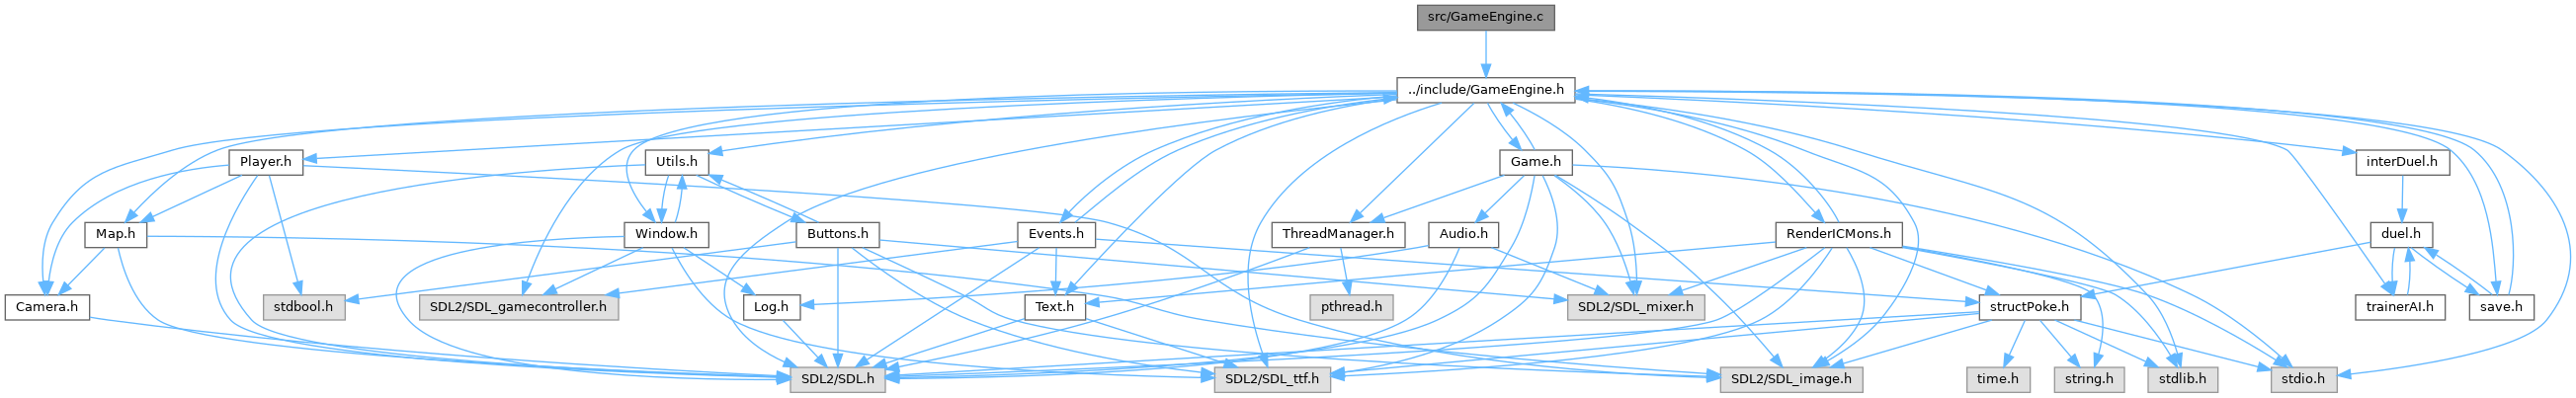 src/GameEngine.c
../include/GameEngine.h
Player.h
Utils.h
Game.h
interDuel.h
Map.h
Window.h
Buttons.h
Events.h
ThreadManager.h
Audio.h
RenderICMons.h
duel.h
Camera.h
stdbool.h
SDL2/SDL_gamecontroller.h
Log.h
Text.h
pthread.h
SDL2/SDL_mixer.h
structPoke.h
trainerAI.h
save.h
SDL2/SDL.h
SDL2/SDL_ttf.h
SDL2/SDL_image.h
time.h
string.h
stdlib.h
stdio.h